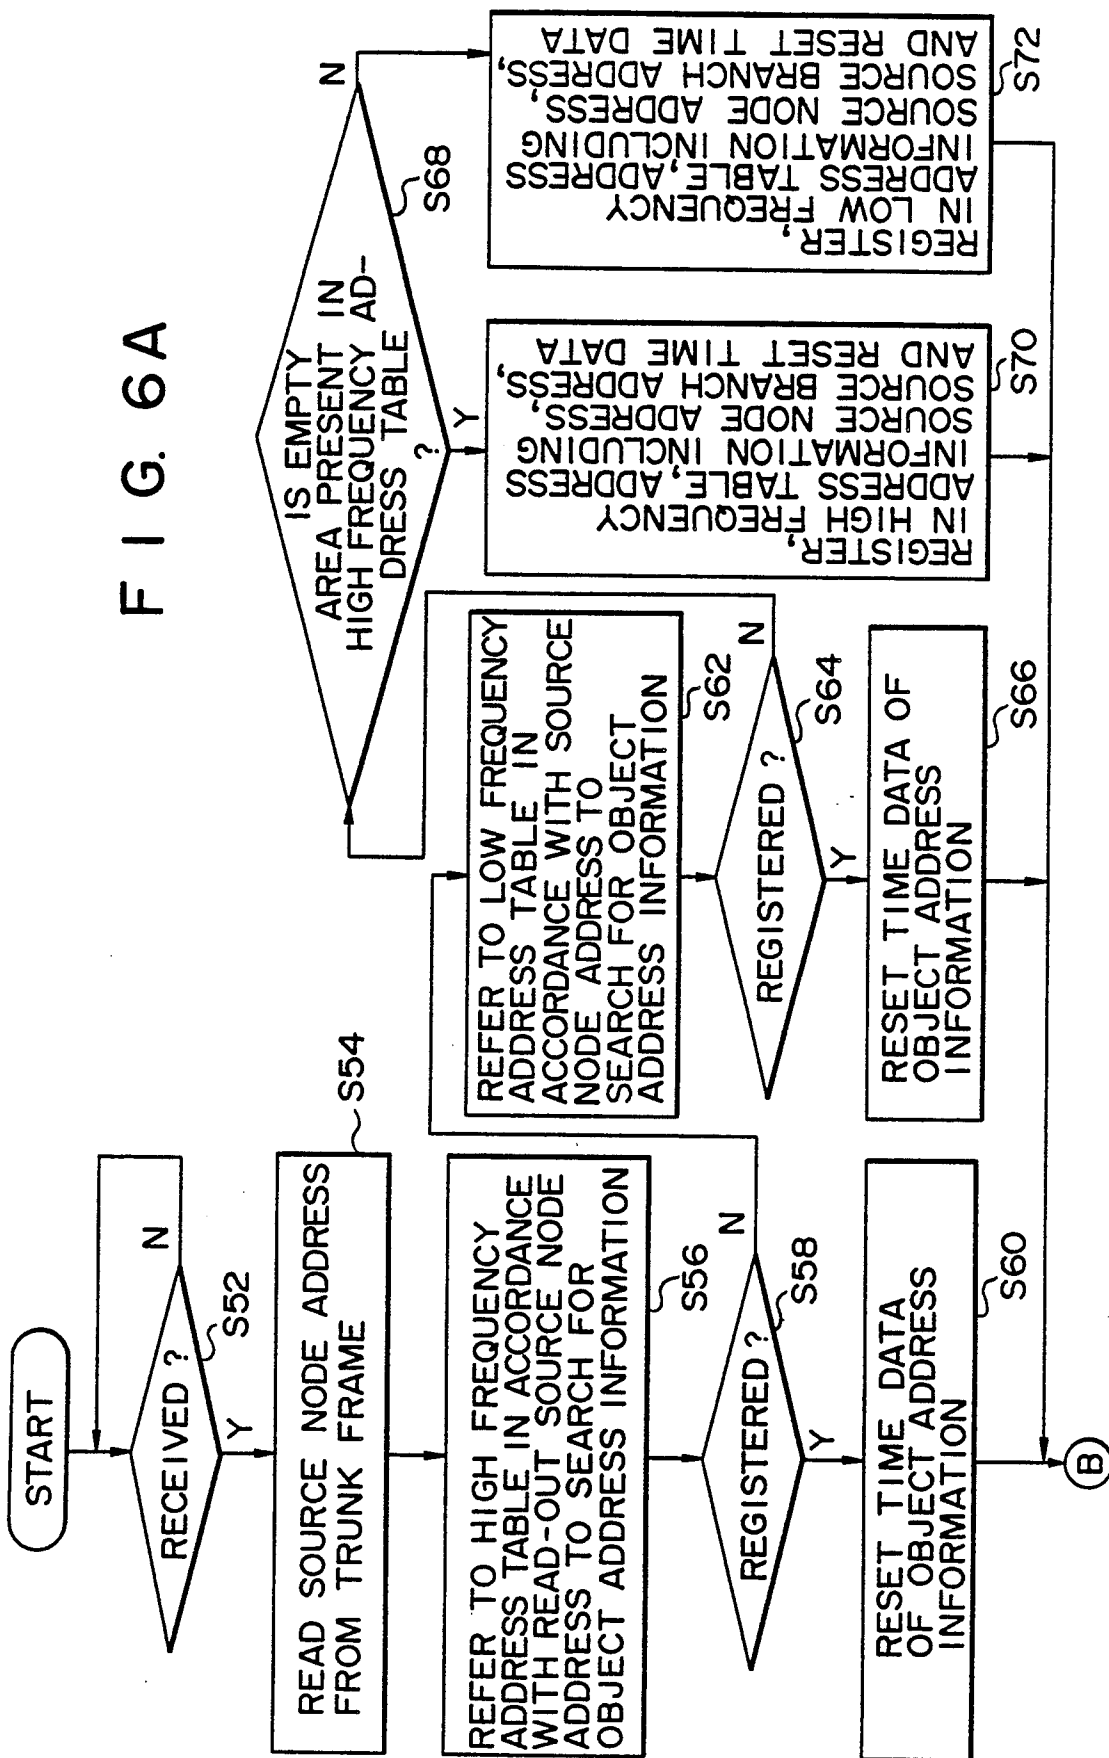 F I G. 6A
START
RECEIVED ?
S52
N
Y
READ SOURCE NODE ADDRESS
FROM TRUNK FRAME
S54
REFER TO HIGH FREQUENCY
ADDRESS TABLE IN ACCORDANCE
WITH READ-OUT SOURCE NODE
ADDRESS TO SEARCH FOR
OBJECT ADDRESS INFORMATION
S56
REGISTERED ?
S58
N
Y
RESET TIME DATA
OF OBJECT ADDRESS
INFORMATION
S60
B
REFER TO LOW FREQUENCY
ADDRESS TABLE IN
ACCORDANCE WITH SOURCE
NODE ADDRESS TO
SEARCH FOR OBJECT
ADDRESS INFORMATION
S62
REGISTERED ?
S64
N
Y
RESET TIME DATA OF
OBJECT ADDRESS
INFORMATION
S66
IS EMPTY
AREA PRESENT IN
HIGH FREQUENCY AD-
DRESS TABLE
?
S68
N
Y
REGISTER,
IN HIGH FREQUENCY
ADDRESS TABLE, ADDRESS
INFORMATION INCLUDING
SOURCE NODE ADDRESS,
SOURCE BRANCH ADDRESS,
AND RESET TIME DATA
S70
REGISTER,
IN LOW FREQUENCY
ADDRESS TABLE, ADDRESS
INFORMATION INCLUDING
SOURCE NODE ADDRESS,
SOURCE BRANCH ADDRESS,
AND RESET TIME DATA
S72